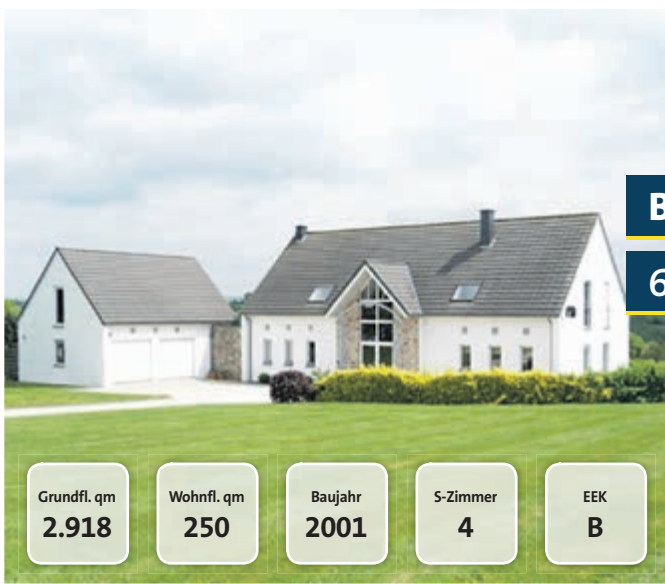 B
6
Grundfl. qm
2.918
Wohnfl. qm
250
Baujahr
2001
S-Zimmer
4
EEK
B